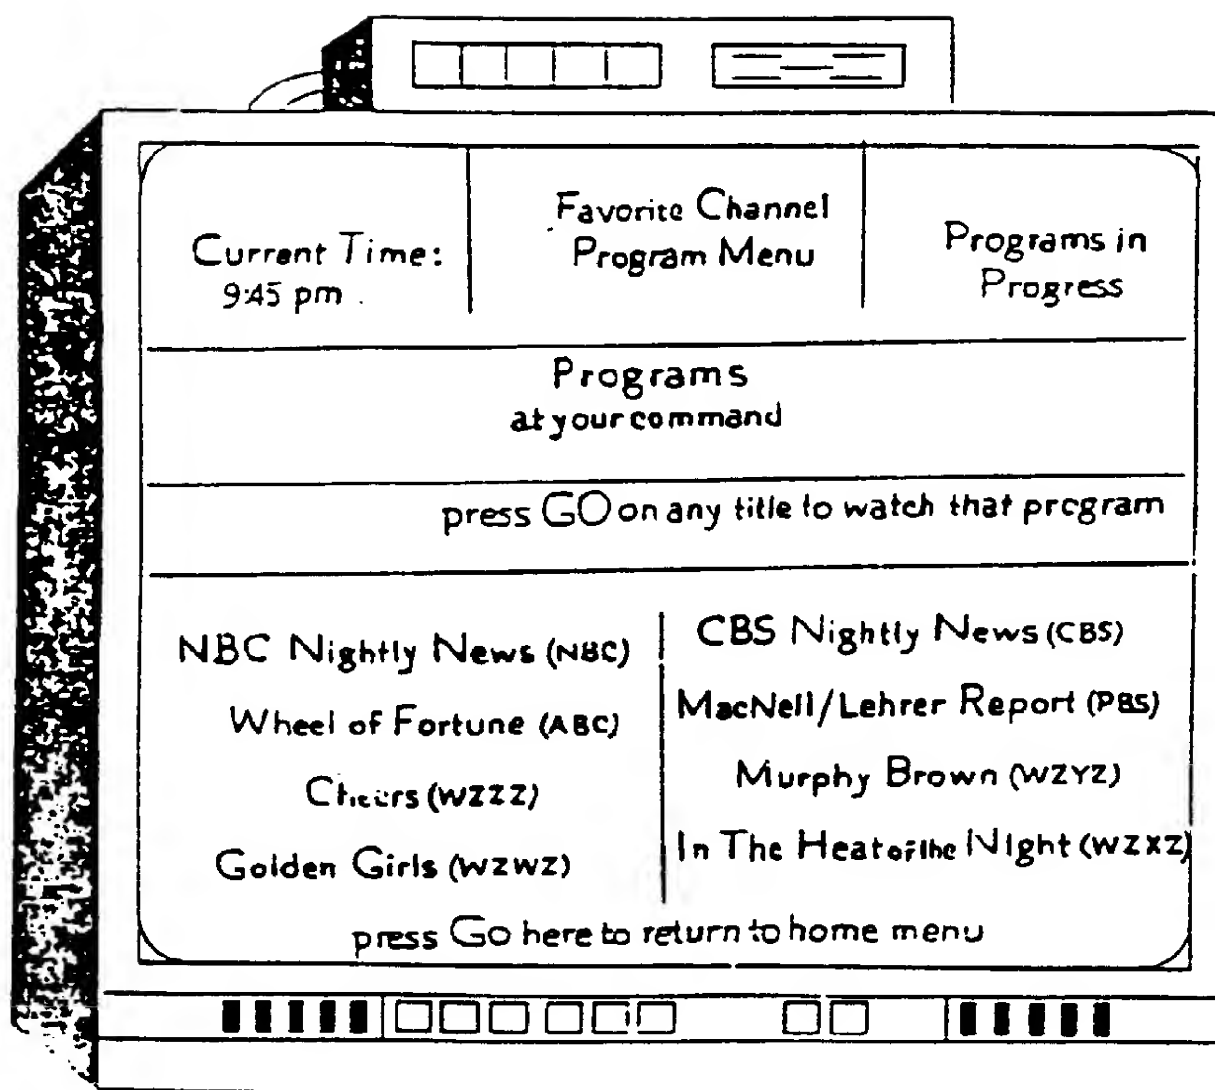 Current Time:
9:45 pm
Favorite Channel
Program Menu
Programs in
Progress
Programs
at your command
press GO on any title to watch that program
NBC Nightly News (NBC)
Wheel of Fortune (ABC)
Cheers (WZZZ)
Golden Girls (WZWZ)
CBS Nightly News (CBS)
MacNell/Lehrer Report (PBS)
Murphy Brown (WZYZ)
In The Heat of the Night (WZXZ)
press Go here to return to home menu